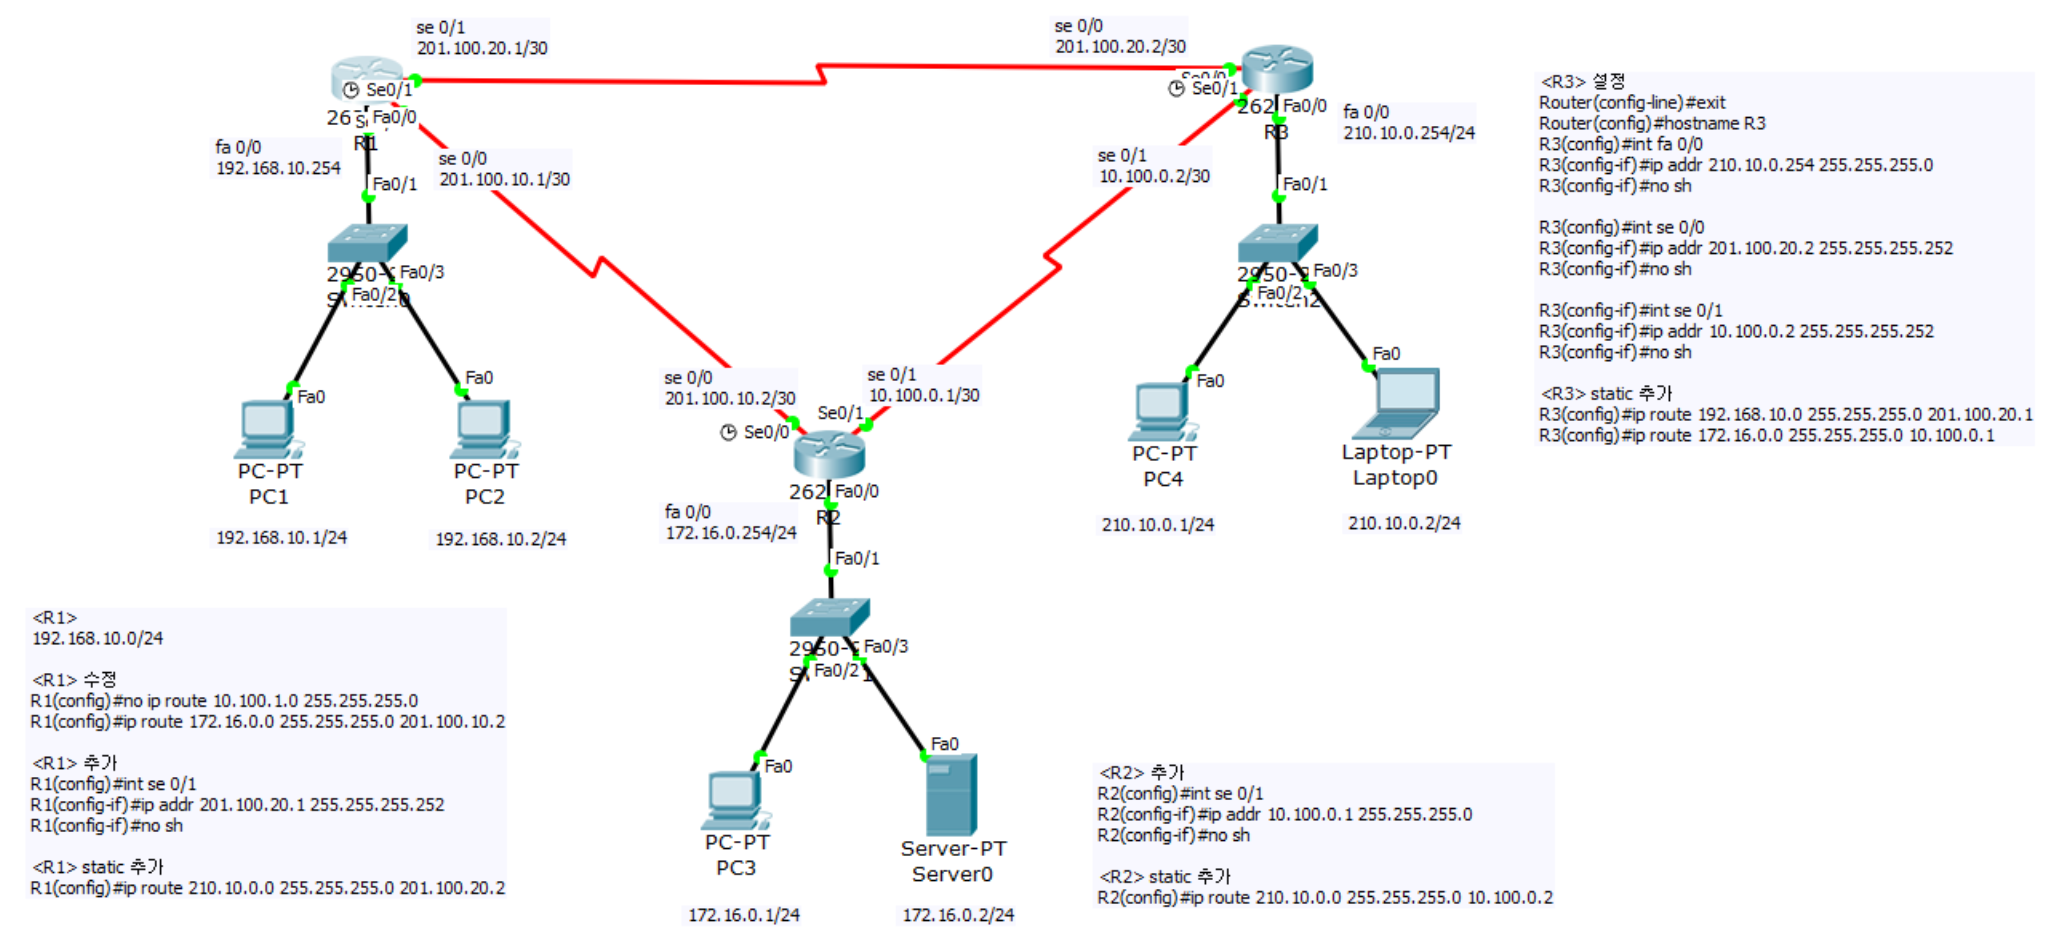 se 0/1
201.100.20.1/30
se 0/0
201.100.20.2/30
Se0/1
Fa0/0
R1
fa 0/0
192.168.10.254
se 0/0
201.100.10.1/30
Fa0/1
Fa0/3
Fa0/2
Fa0
Fa0
PC-PT
PC1
PC-PT
PC2
192.168.10.1/24
192.168.10.2/24
Se0/0
Se0/1
262
Fa0/0
R3
fa 0/0
210.10.0.254/24
se 0/1
10.100.0.2/30
Fa0/1
Fa0/3
Fa0/2
Fa0
Fa0
PC-PT
PC4
Laptop-PT
Laptop0
210.10.0.1/24
210.10.0.2/24
se 0/0
201.100.10.2/30
se 0/1
10.100.0.1/30
Se0/1
Se0/0
262
Fa0/0
R2
fa 0/0
172.16.0.254/24
Fa0/1
Fa0/3
Fa0/2
Fa0
Fa0
PC-PT
PC3
Server-PT
Server0
172.16.0.1/24
172.16.0.2/24
<R3> 설정
Router(config-line)#exit
Router(config)#hostname R3
R3(config)#int fa 0/0
R3(config-if)#ip addr 210.10.0.254 255.255.255.0
R3(config-if)#no sh
R3(config)#int se 0/0
R3(config-if)#ip addr 201.100.20.2 255.255.255.252
R3(config-if)#no sh
R3(config-if)#int se 0/1
R3(config-if)#ip addr 10.100.0.2 255.255.255.252
R3(config-if)#no sh
<R3> static 추가
R3(config)#ip route 192.168.10.0 255.255.255.0 201.100.20.1
R3(config)#ip route 172.16.0.0 255.255.255.0 10.100.0.1
<R1>
192.168.10.0/24
<R1> 수정
R1(config)#no ip route 10.100.1.0 255.255.255.0
R1(config)#ip route 172.16.0.0 255.255.255.0 201.100.10.2
<R1> 추가
R1(config)#int se 0/1
R1(config-if)#ip addr 201.100.20.1 255.255.255.252
R1(config-if)#no sh
<R1> static 추가
R1(config)#ip route 210.10.0.0 255.255.255.0 201.100.20.2
<R2> 추가
R2(config)#int se 0/1
R2(config-if)#ip addr 10.100.0.1 255.255.255.0
R2(config-if)#no sh
<R2> static 추가
R2(config)#ip route 210.10.0.0 255.255.255.0 10.100.0.2